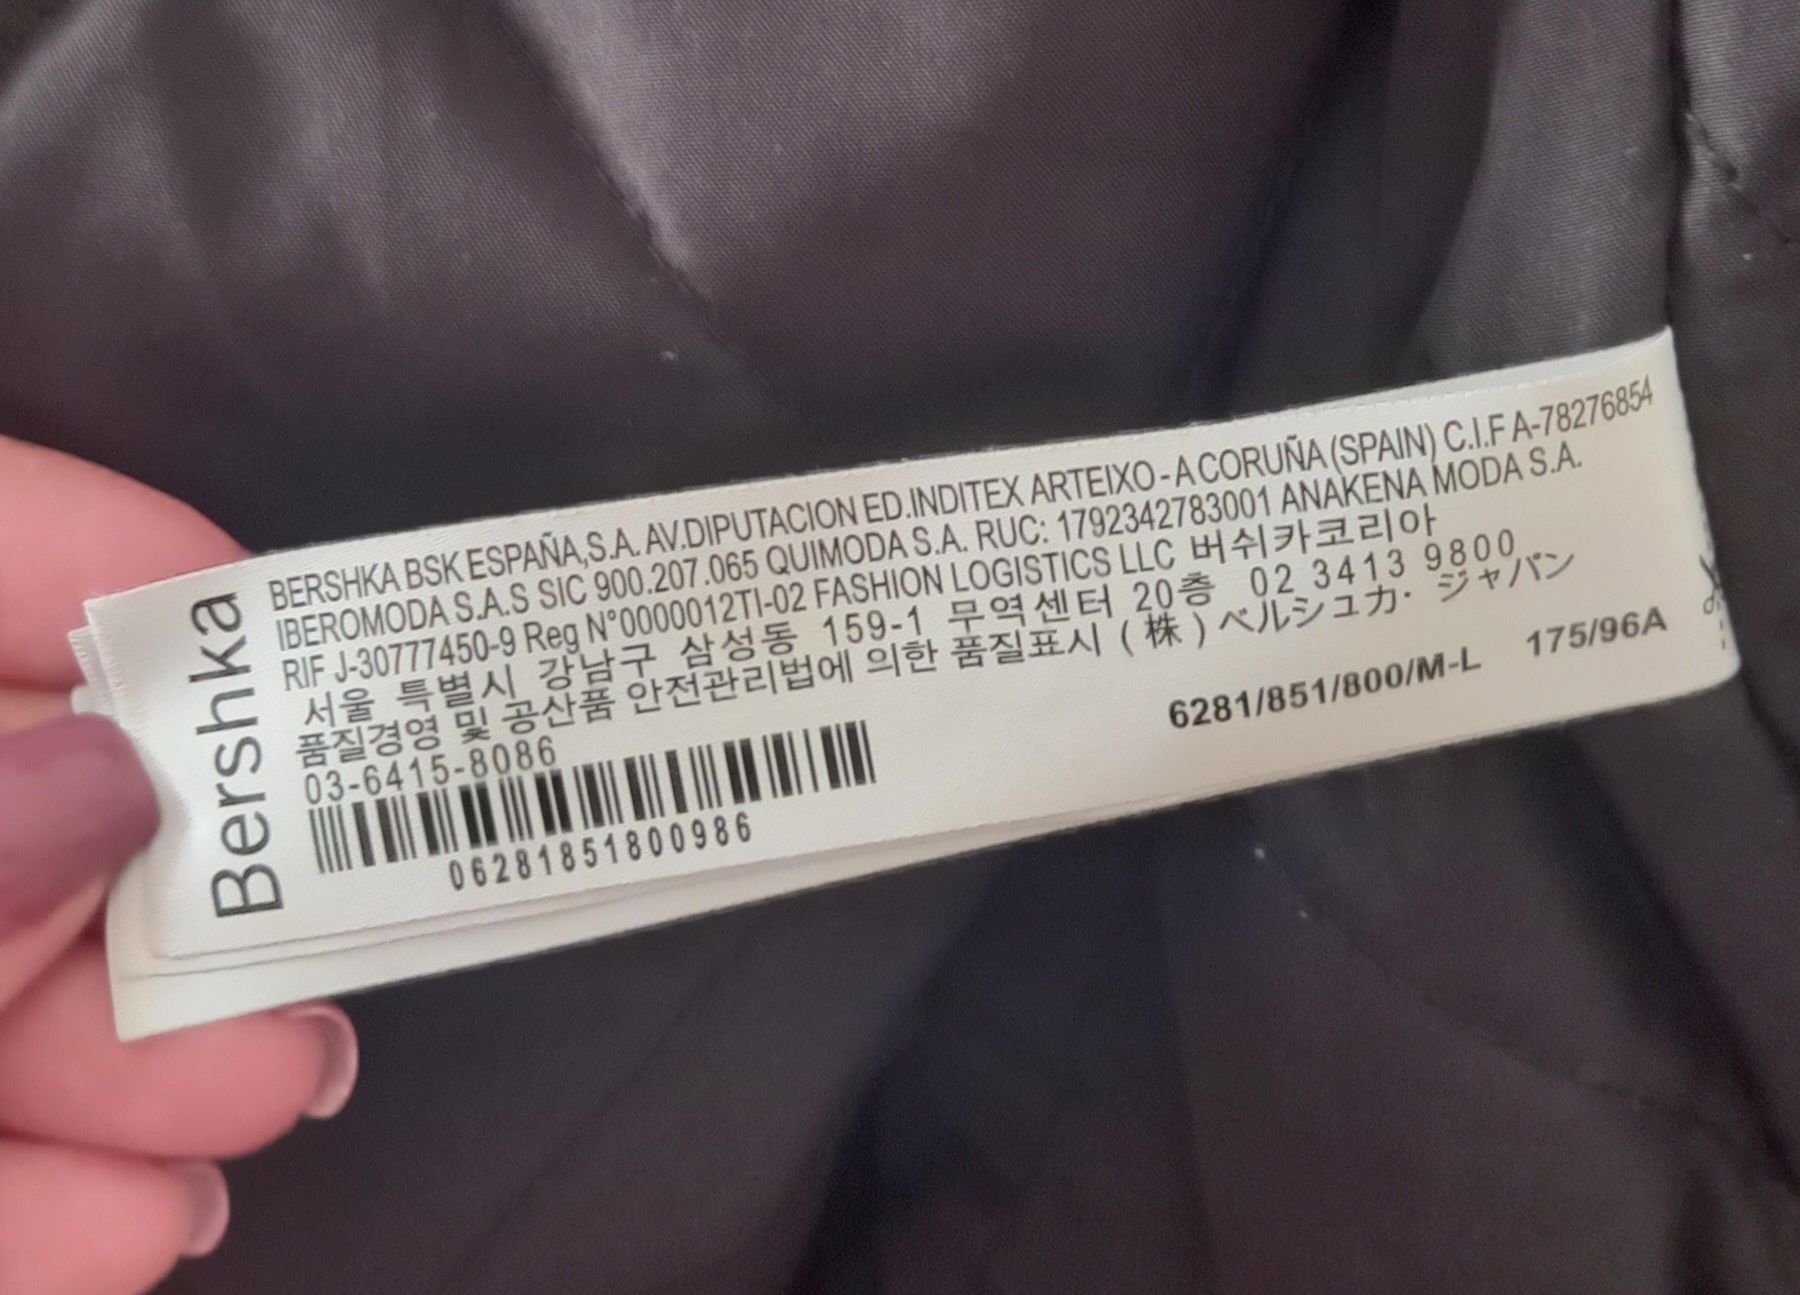 Bershka
BERSHKA BSK ESPAÑA,S.A. AV.DIPUTACION ED.INDITEX ARTEIXO - A CORUÑA (SPAIN) C.I.F A-78276854
IBEROMODA S.A.S SIC 900.207.065 QUIMODA S.A. RUC: 1792342783001 ANAKENA MODA S.A.
RIF J-30777450-9 Reg N°0000012TI-02 FASHION LOGISTICS LLC 버쉬카코리아
서울 특별시 강남구 삼성동 159-1 무역센터 20층 02 3413 9800
품질경영 및 공산품 안전관리법에 의한 품질표시 (株) ベルシュカ・ ジャパン
03-6415-8086
06281851800986
6281/851/800/M-L 175/96A